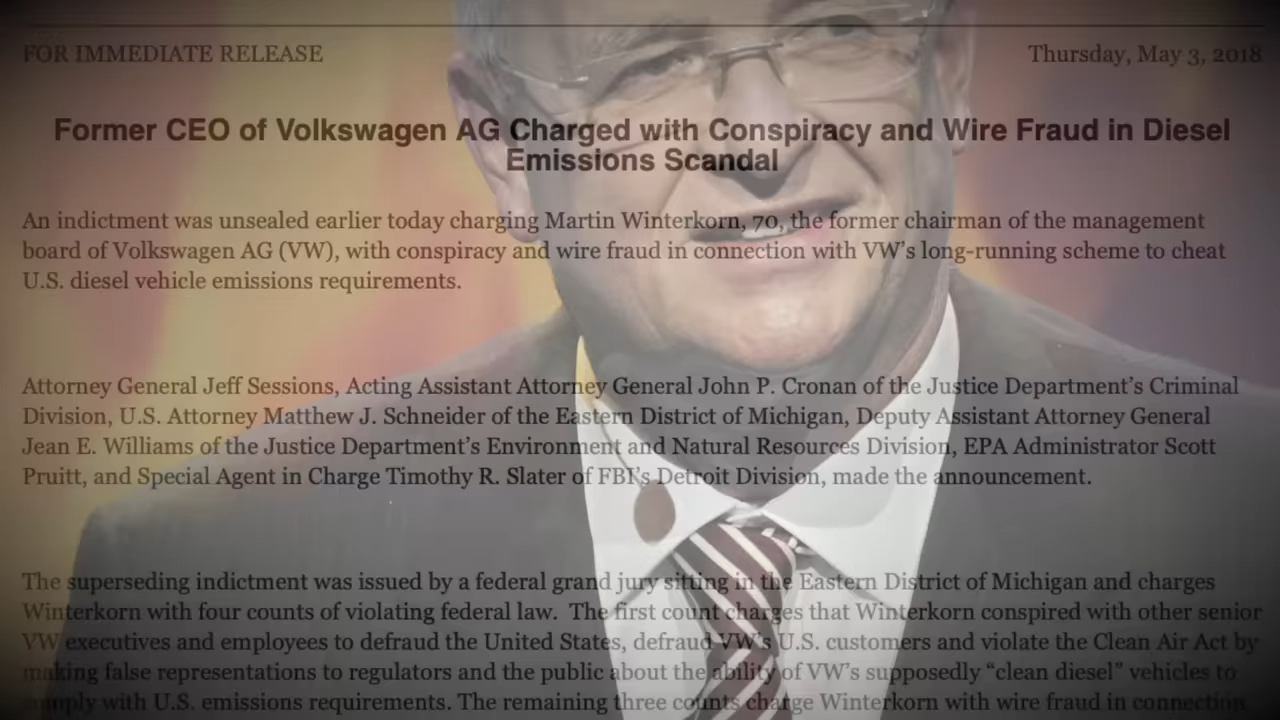 FOR IMMEDIATE RELEASE
Thursday, May 3, 2018
Former CEO of Volkswagen AG Charged with Conspiracy and Wire Fraud in Diesel
Emissions Scandal
An indictment was unsealed earlier today charging Martin Winterkorn, 70, the former chairman of the management
board of Volkswagen AG (VW), with conspiracy and wire fraud in connection with VW’s long-running scheme to cheat
U.S. diesel vehicle emissions requirements.
Attorney General Jeff Sessions, Acting Assistant Attorney General John P. Cronan of the Justice Department’s Criminal
Division, U.S. Attorney Matthew J. Schneider of the Eastern District of Michigan, Deputy Assistant Attorney General
Jean E. Williams of the Justice Department’s Environment and Natural Resources Division, EPA Administrator Scott
Pruitt, and Special Agent in Charge Timothy R. Slater of FBI’s Detroit Division, made the announcement.
The superseding indictment was issued by a federal grand jury sitting in the Eastern District of Michigan and charges
Winterkorn with four counts of violating federal law.  The first count charges that Winterkorn conspired with other senior
VW executives and employees to defraud the United States, defraud VW’s U.S. customers and violate the Clean Air Act by
making false representations to regulators and the public about the ability of VW’s supposedly “clean diesel” vehicles to
comply with U.S. emissions requirements. The remaining three counts charge Winterkorn with wire fraud in connection